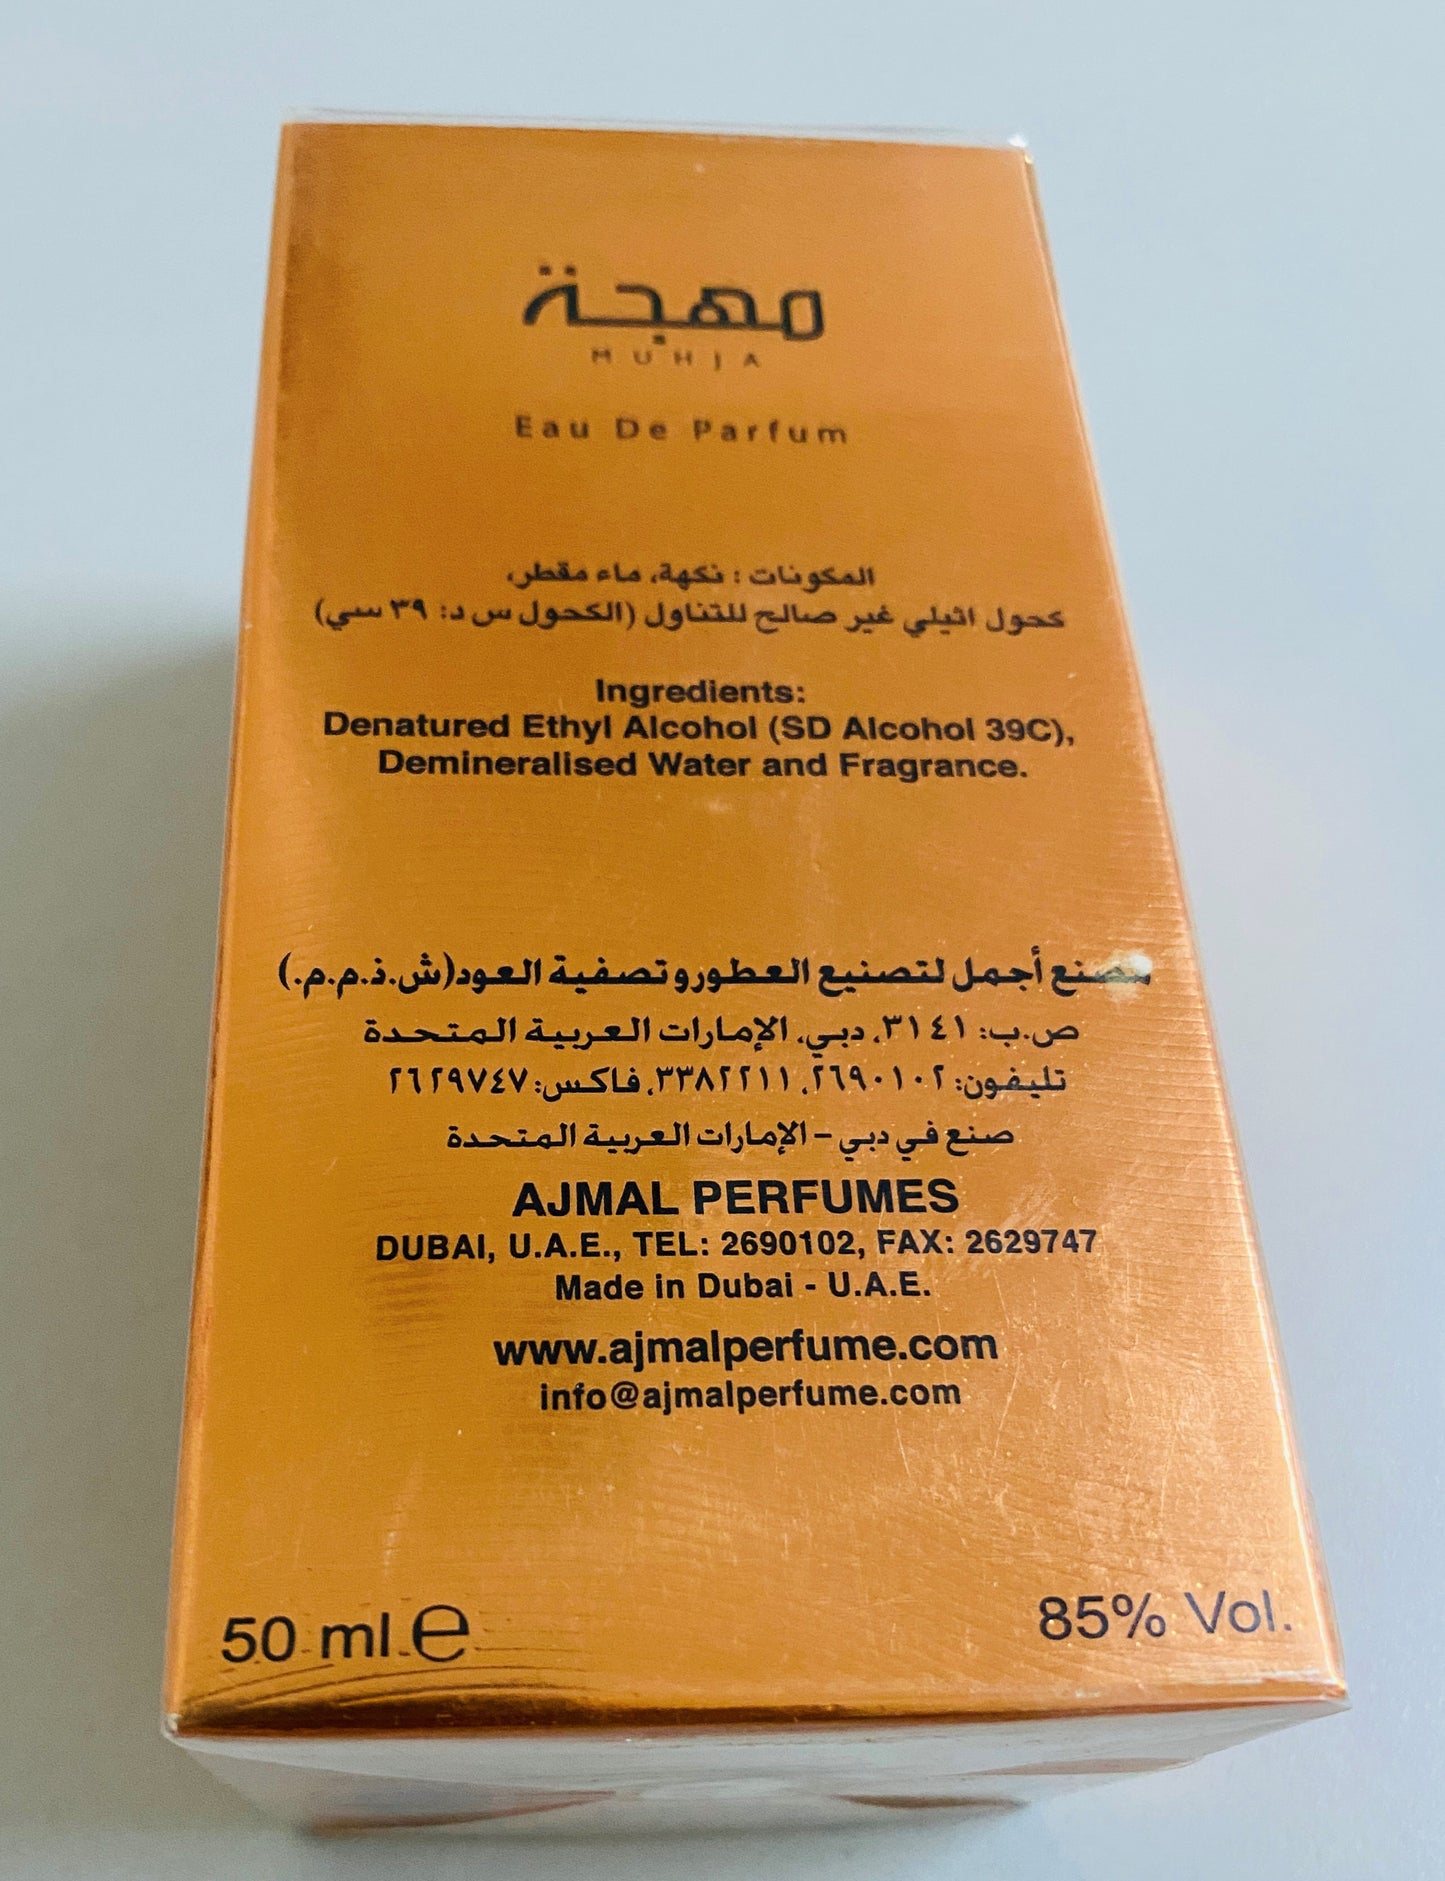 مهجة
MUHJA
Eau De Parfum
المكونات : نكهة، ماء مقطر،
كحول اثيلي غير صالح للتناول (الكحول س د: ٣٩ سي)
Ingredients:
Denatured Ethyl Alcohol (SD Alcohol 39C),
Demineralised Water and Fragrance.
مصنع أجمل لتصنيع العطور وتصفية العود(ش.ذ.م.م.)
ص.ب: ٣١٤١، دبي، الإمارات العربية المتحدة
تليفون: ٢٦٩٠١٠٢، ٣٣٨٢٢١١، فاكس: ٢٦٢٩٧٤٧
صنع في دبي - الإمارات العربية المتحدة
AJMAL PERFUMES
DUBAI, U.A.E., TEL: 2690102, FAX: 2629747
Made in Dubai - U.A.E.
www.ajmalperfume.com
info@ajmalperfume.com
50 ml ℮ 85% Vol.